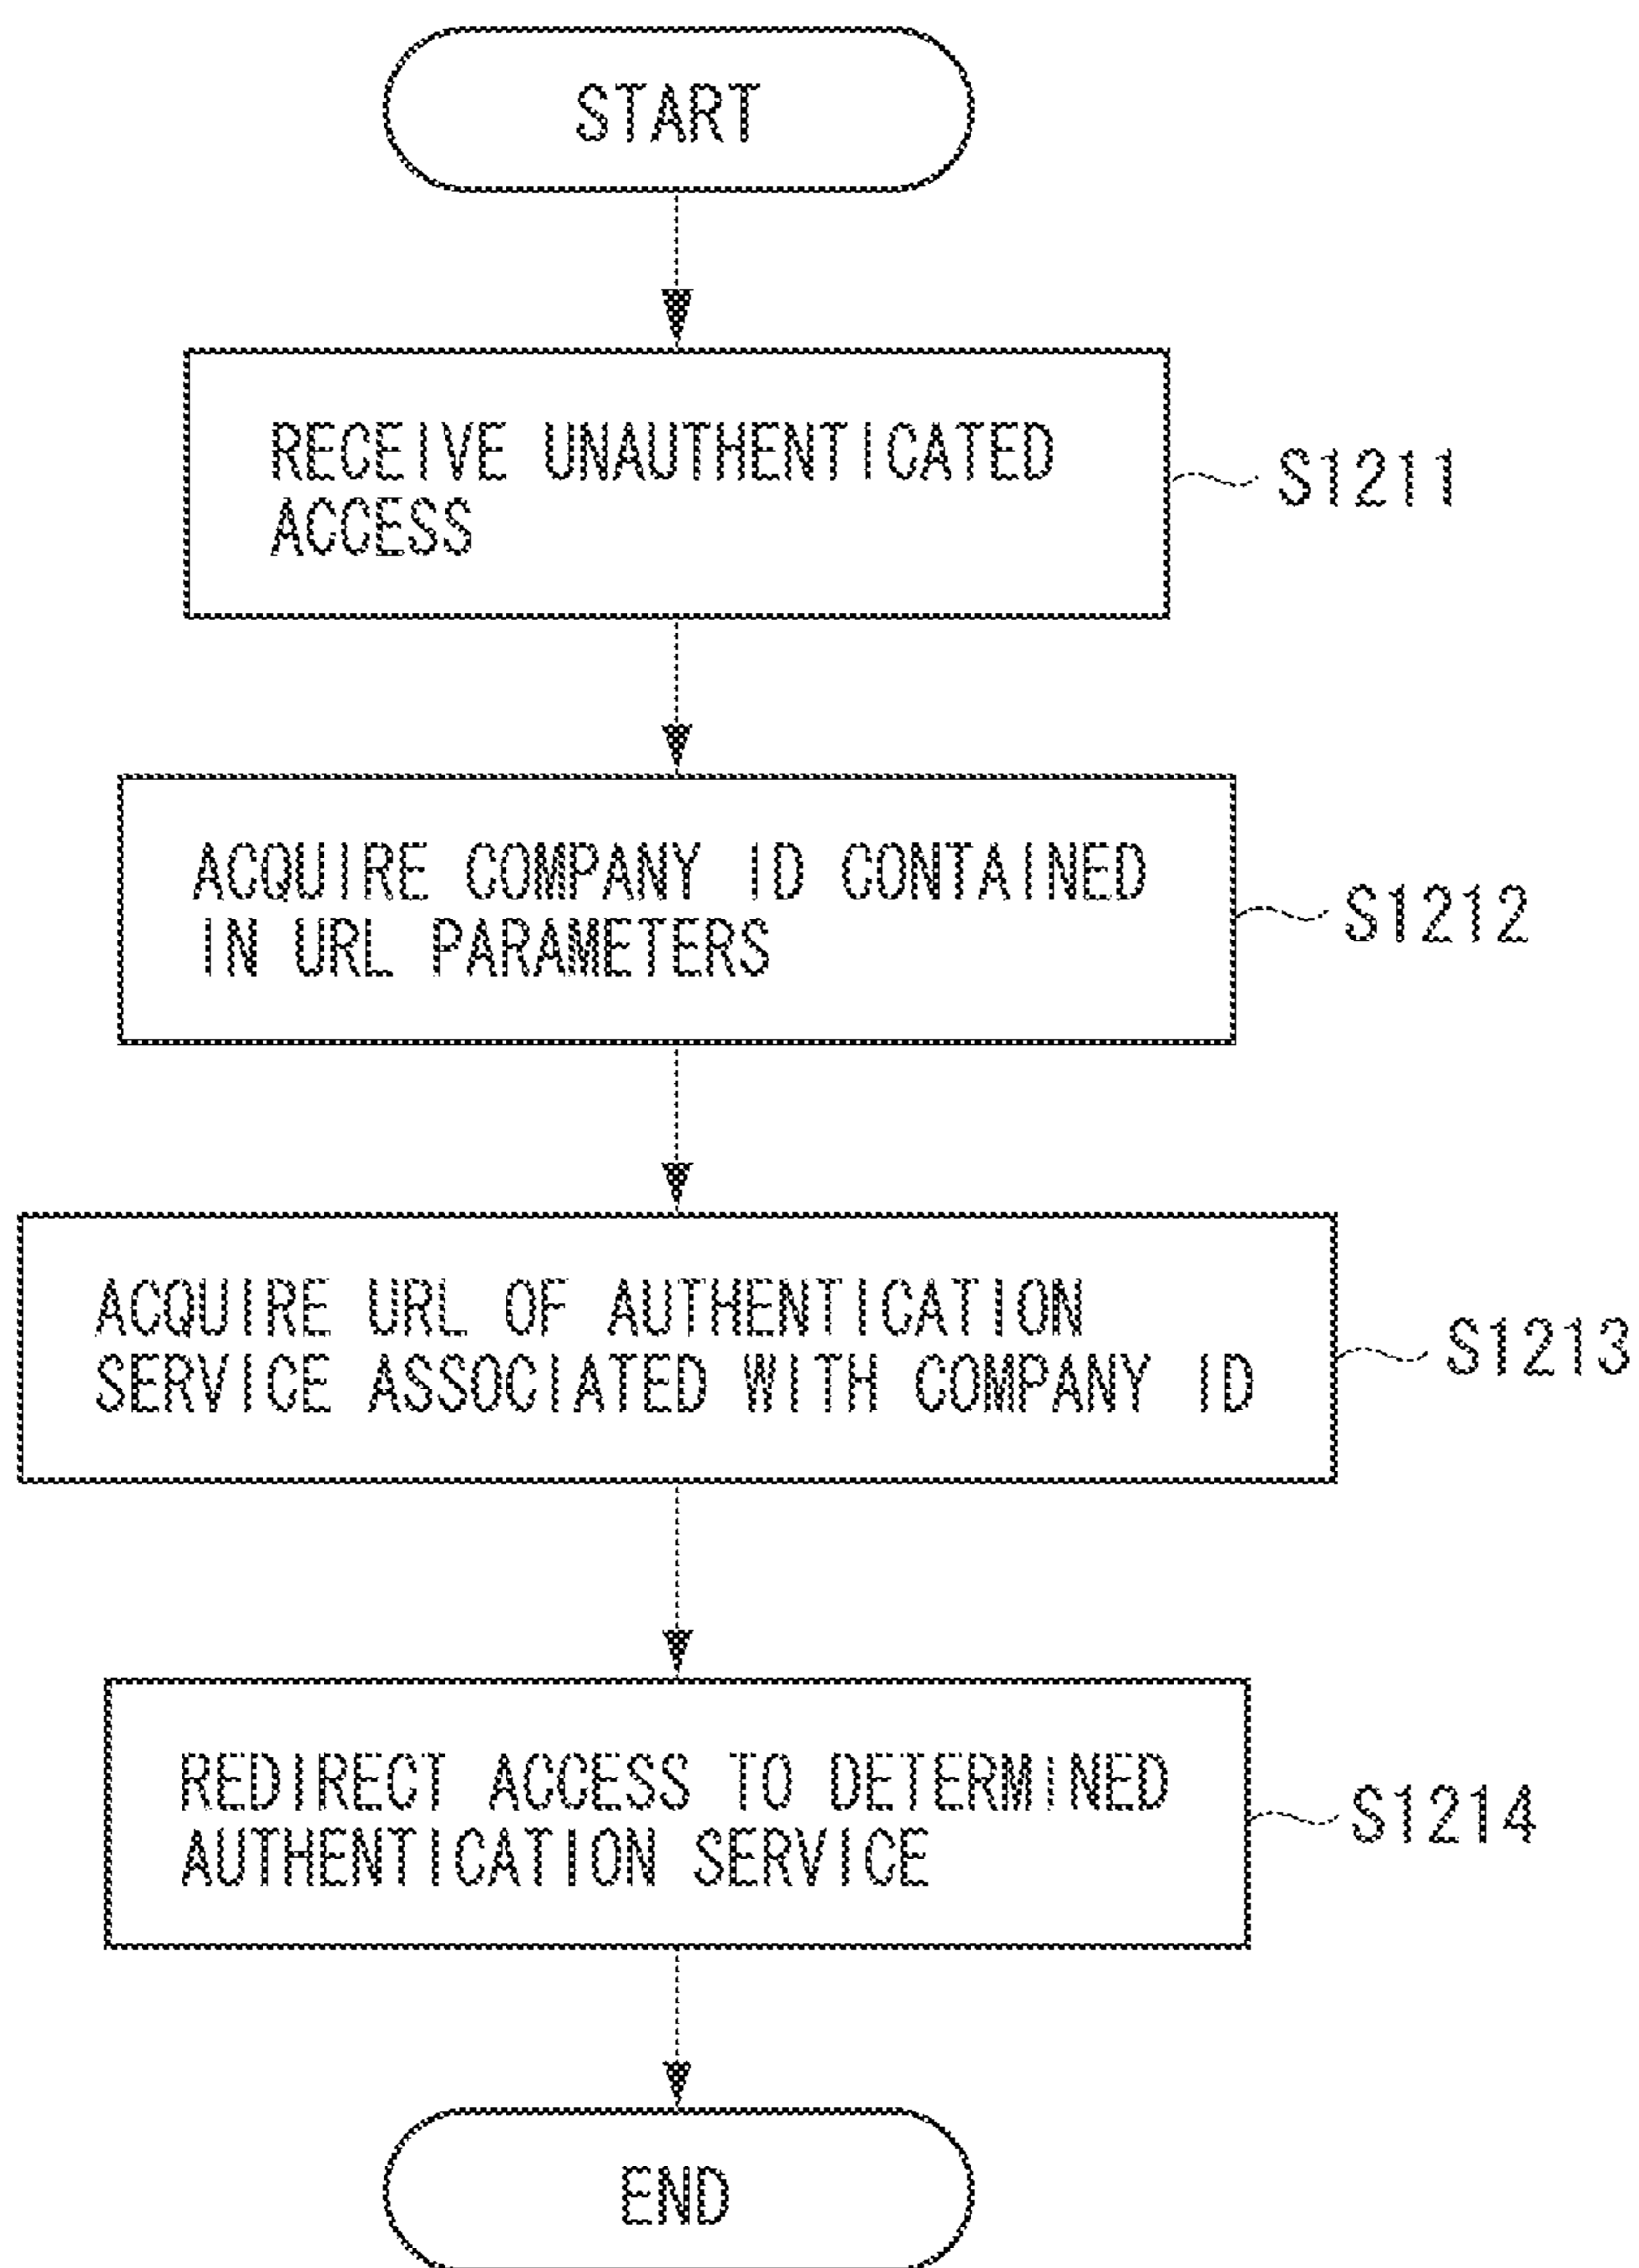 START
RECEIVE UNAUTHENTICATED
ACCESS
S1211
ACQUIRE COMPANY ID CONTAINED
IN URL PARAMETERS
S1212
ACQUIRE URL OF AUTHENTICATION
SERVICE ASSOCIATED WITH COMPANY ID
S1213
REDIRECT ACCESS TO DETERMINED
AUTHENTICATION SERVICE
S1214
END